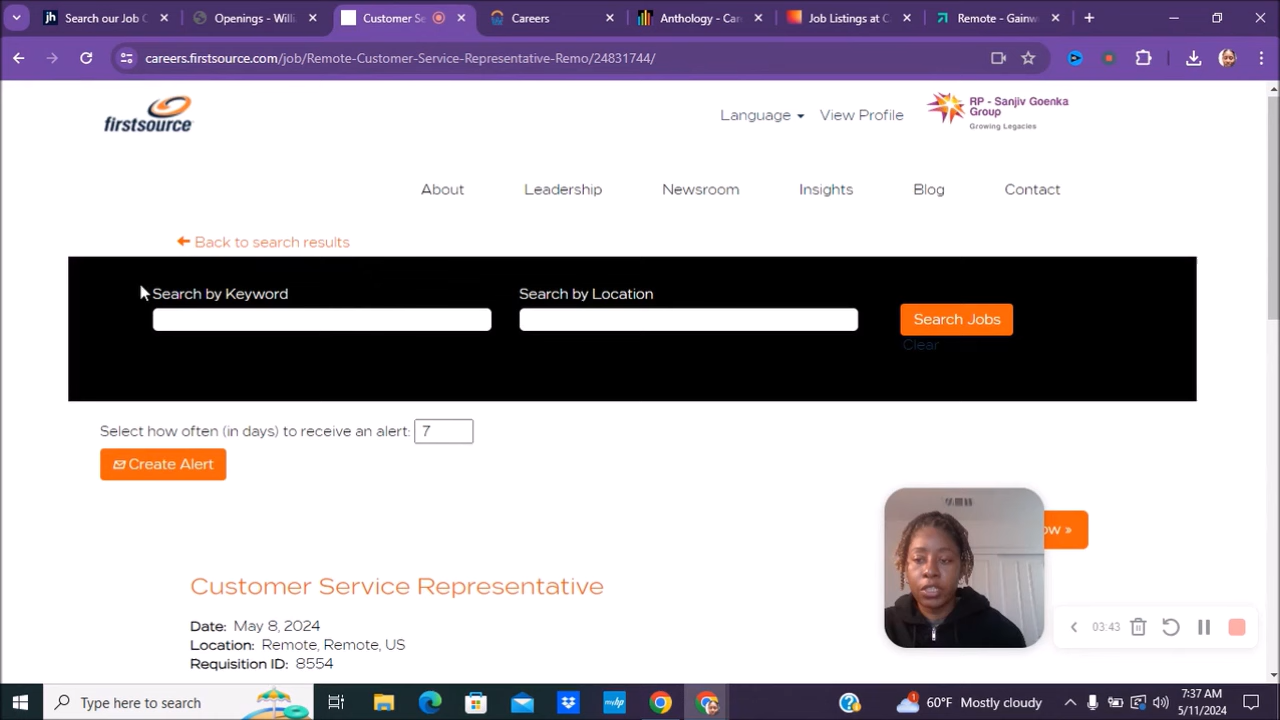 Search our Job C
Openings - Willi
Customer Se
Careers
Anthology - Car
Job Listings at C
Remote - Gainw
careers.firstsource.com/job/Remote-Customer-Service-Representative-Remo/24831744/
firstsource
Language
View Profile
RP - Sanjiv Goenka
Group
Growing Legacies
About
Leadership
Newsroom
Insights
Blog
Contact
Back to search results
Search by Keyword
Search by Location
Search Jobs
Clear
Select how often (in days) to receive an alert: 7
Create Alert
ow »
Customer Service Representative
Date: May 8, 2024
Location: Remote, Remote, US
Requisition ID: 8554
03:43
Type here to search
60°F Mostly cloudy
7:37 AM
5/11/2024